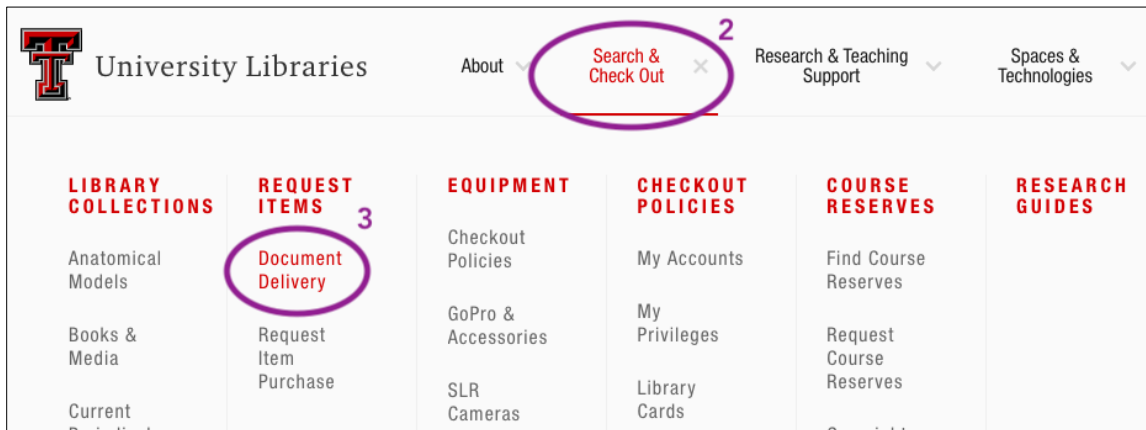 University Libraries
About
Search &
Check Out
2
Research & Teaching
Support
Spaces &
Technologies
LIBRARY
COLLECTIONS
Anatomical
Models
Books &
Media
Current
REQUEST
ITEMS
3
Document
Delivery
Request
Item
Purchase
EQUIPMENT
Checkout
Policies
GoPro &
Accessories
SLR
Cameras
CHECKOUT
POLICIES
My Accounts
My
Privileges
Library
Cards
COURSE
RESERVES
Find Course
Reserves
Request
Course
Reserves
RESEARCH
GUIDES